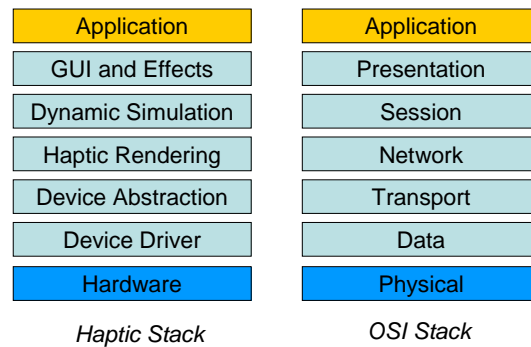 Application
GUI and Effects
Dynamic Simulation
Haptic Rendering
Device Abstraction
Device Driver
Hardware
Haptic Stack
Application
Presentation
Session
Network
Transport
Data
Physical
OSI Stack